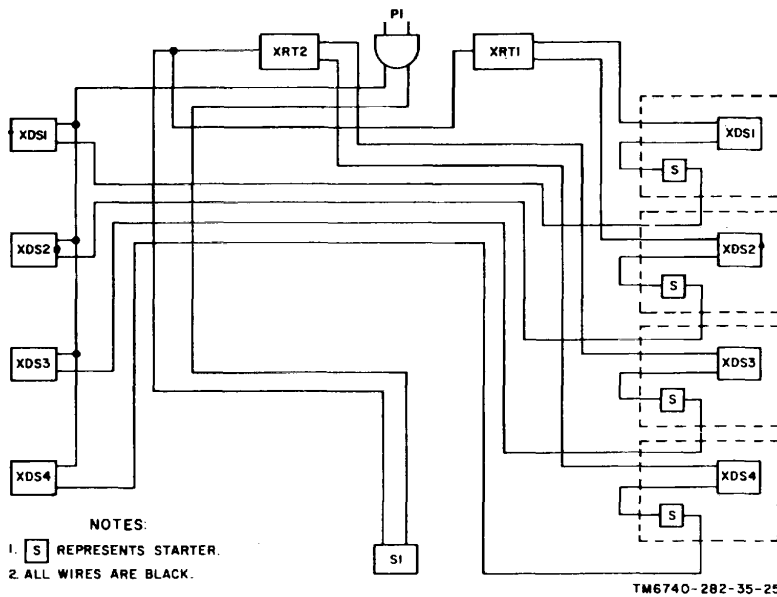 P1
XRT2
XRT1
XDS1
XDS1
S
XDS2
XDS2
S
XDS3
XDS3
S
XDS4
XDS4
S
S1
NOTES:
1. S REPRESENTS STARTER.
2. ALL WIRES ARE BLACK.
TM6740-282-35-25